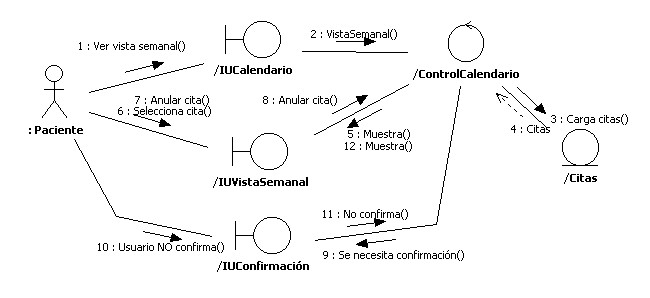 2 : VistaSemanal()
1 : Ver vista semanal()
/IUCalendario
/ControlCalendario
7 : Anular cita()
6 : Selecciona cita()
8 : Anular cita()
: Paciente
5 : Muestra()
12 : Muestra()
3 : Carga citas()
4 : Citas
/IUVistaSemanal
/Citas
11 : No confirma()
10 : Usuario NO confirma()
9 : Se necesita confirmación()
/IUConfirmación